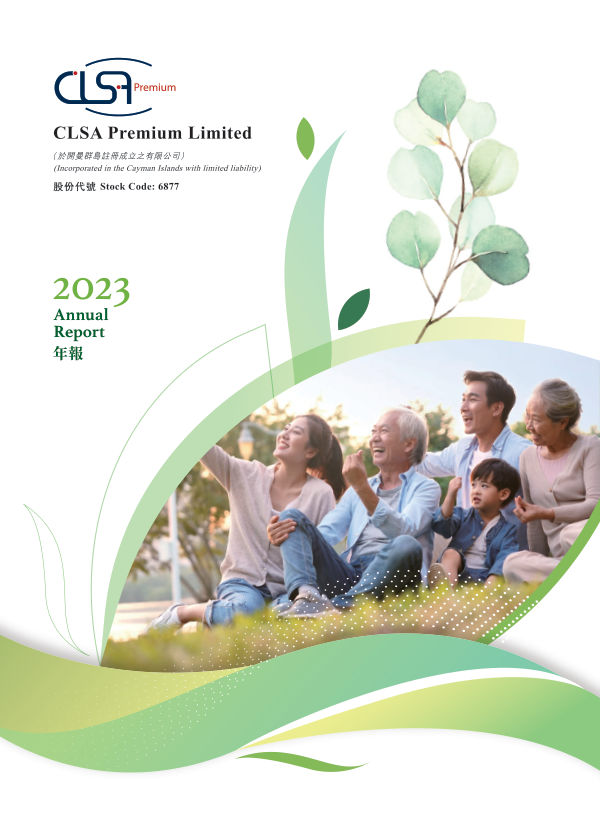 CLSA Premium
CLSA Premium Limited
(於開曼群島註冊成立之有限公司)
(Incorporated in the Cayman Islands with limited liability)
股份代號 Stock Code: 6877
2023
Annual
Report
年報